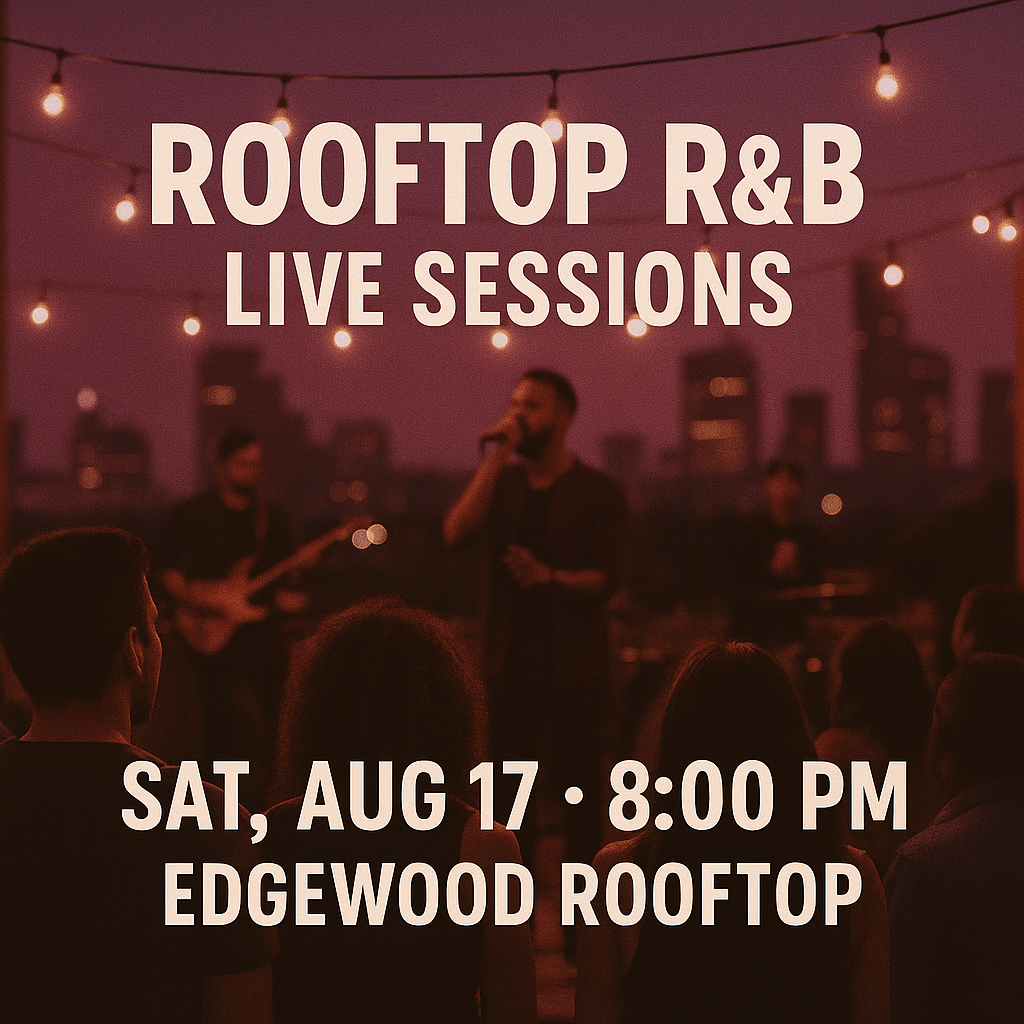 ROOFTOP R&B
LIVE SESSIONS
SAT, AUG 17 · 8:00 PM
EDGEWOOD ROOFTOP